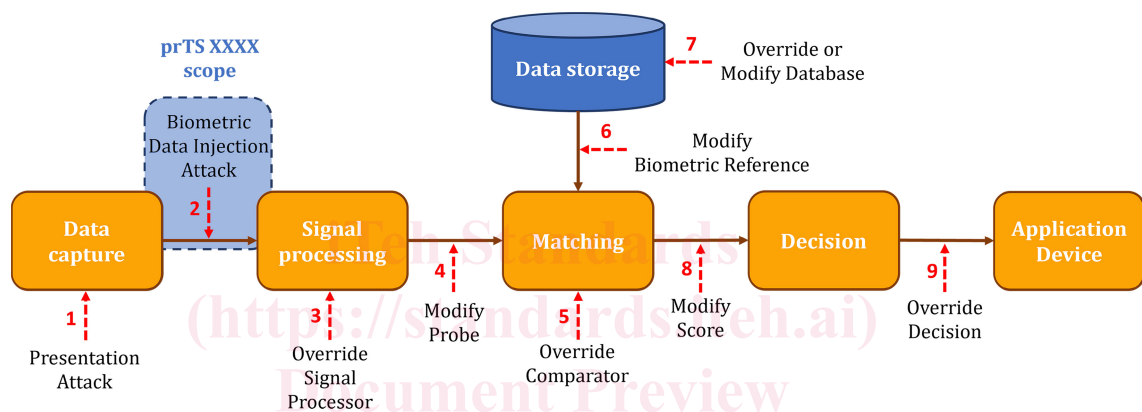 prTS XXXX
scope
Biometric
Data Injection
Attack
2
Data storage
7
Override or
Modify Database
6
Modify
Biometric Reference
Data
capture
Signal
processing
Matching
Decision
Application
Device
1
Presentation
Attack
3
Override
Signal
Processor
4
Modify
Probe
5
Override
Comparator
8
Modify
Score
9
Override
Decision
iTeh Standards
(https://standards.iteh.ai)
Document Preview